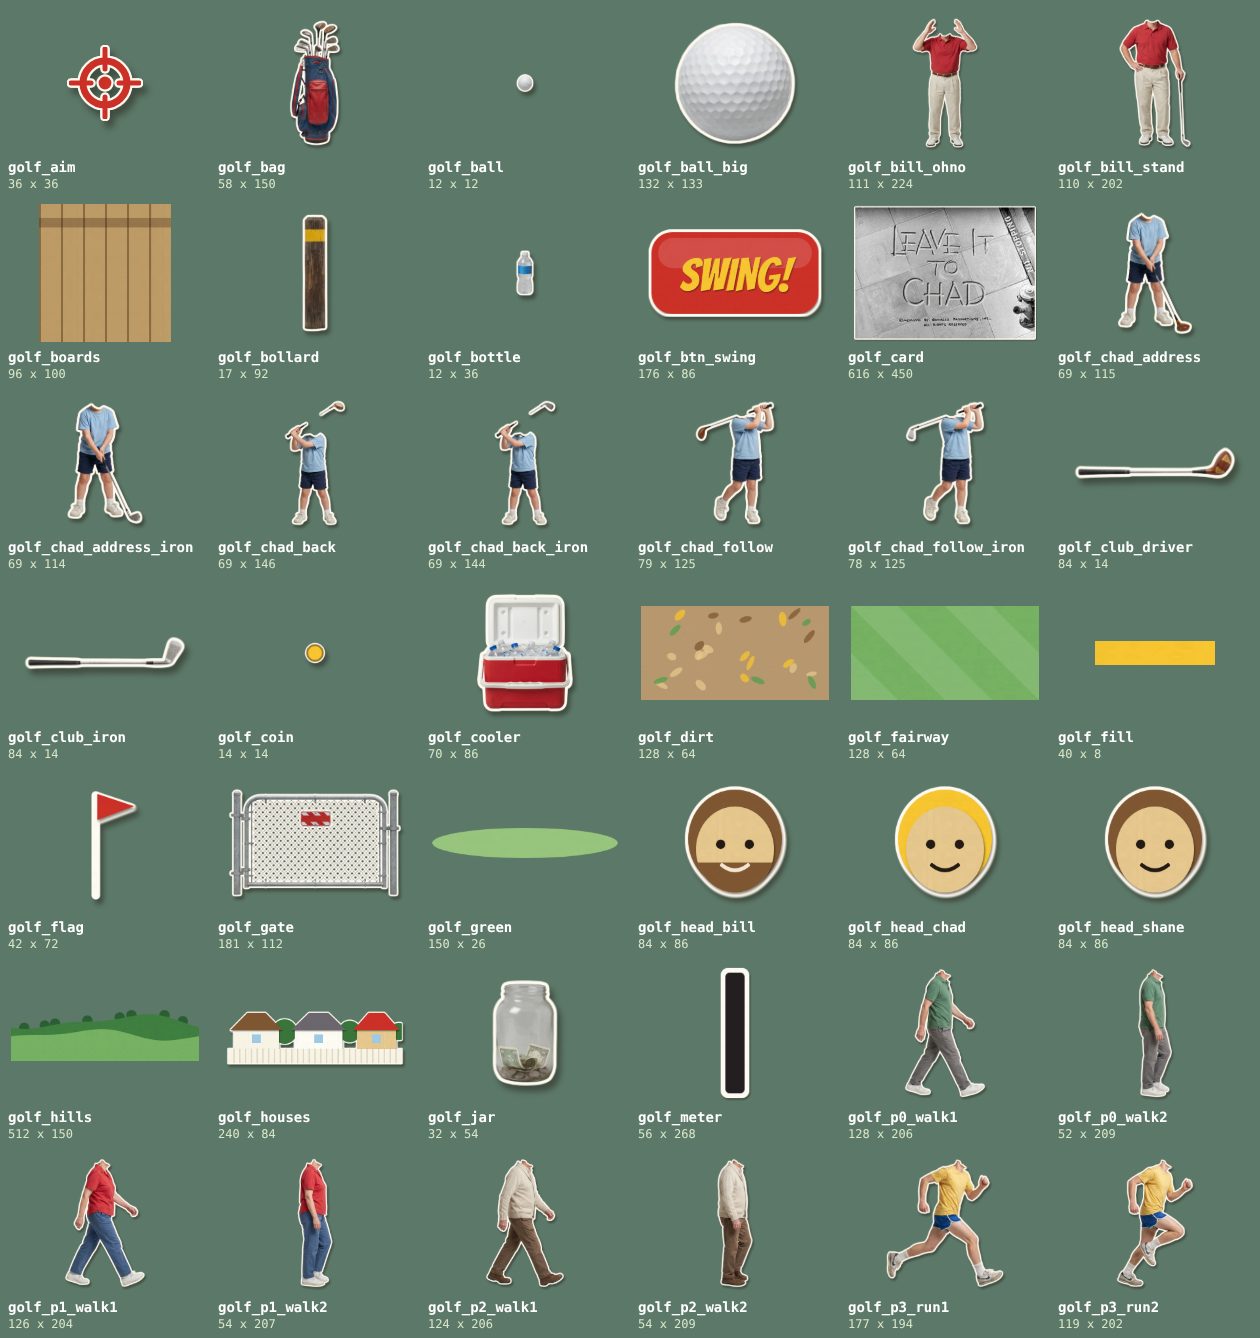 golf_aim
36 x 36
golf_bag
58 x 150
golf_ball
12 x 12
golf_ball_big
132 x 133
golf_bill_ohno
111 x 224
golf_bill_stand
110 x 202
SWING!
LEAVE IT
TO
CHAD
golf_boards
96 x 100
golf_bollard
17 x 92
golf_bottle
12 x 36
golf_btn_swing
176 x 86
golf_card
616 x 450
golf_chad_address
69 x 115
golf_chad_address_iron
69 x 114
golf_chad_back
69 x 146
golf_chad_back_iron
69 x 144
golf_chad_follow
79 x 125
golf_chad_follow_iron
78 x 125
golf_club_driver
84 x 14
golf_club_iron
84 x 14
golf_coin
14 x 14
golf_cooler
70 x 86
golf_dirt
128 x 64
golf_fairway
128 x 64
golf_fill
40 x 8
golf_flag
42 x 72
golf_gate
181 x 112
golf_green
150 x 26
golf_head_bill
84 x 86
golf_head_chad
84 x 86
golf_head_shane
84 x 86
golf_hills
512 x 150
golf_houses
240 x 84
golf_jar
32 x 54
golf_meter
56 x 268
golf_p0_walk1
128 x 206
golf_p0_walk2
52 x 209
golf_p1_walk1
126 x 204
golf_p1_walk2
54 x 207
golf_p2_walk1
124 x 206
golf_p2_walk2
54 x 209
golf_p3_run1
177 x 194
golf_p3_run2
119 x 202